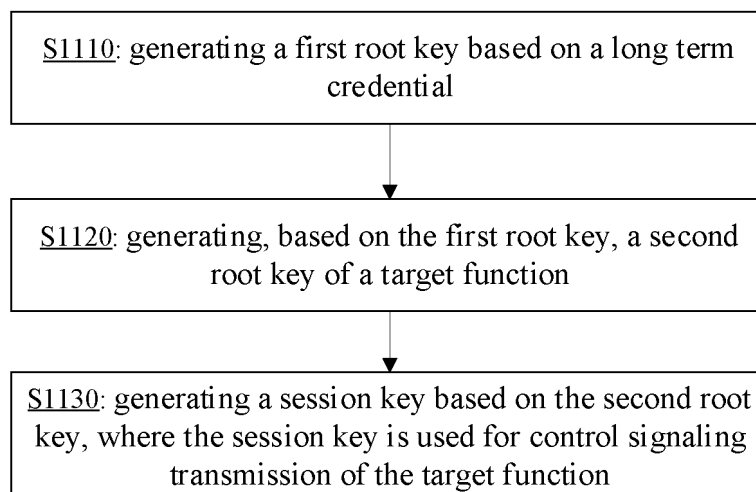 S1110: generating a first root key based on a long term
credential
S1120: generating, based on the first root key, a second
root key of a target function
S1130: generating a session key based on the second root
key, where the session key is used for control signaling
transmission of the target function